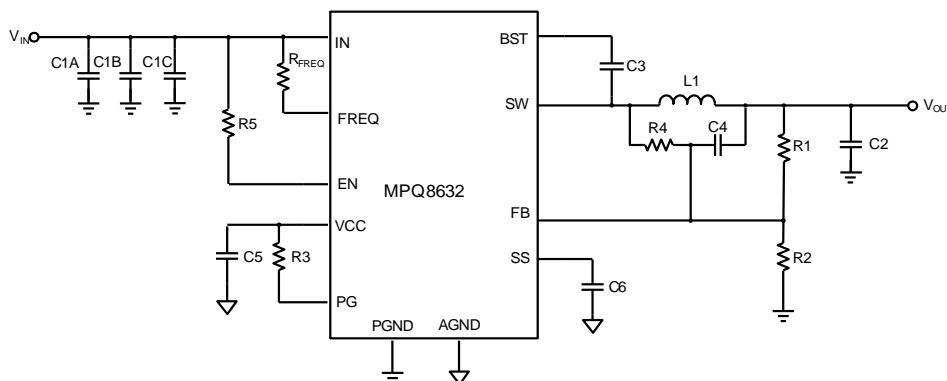 VIN
C1A
C1B
C1C
R5
RFREQ
IN
FREQ
EN
VCC
PG
C5
R3
MPQ8632
PGND
AGND
BST
SW
FB
SS
C3
L1
R4
C4
R1
C2
VOU
R2
C6